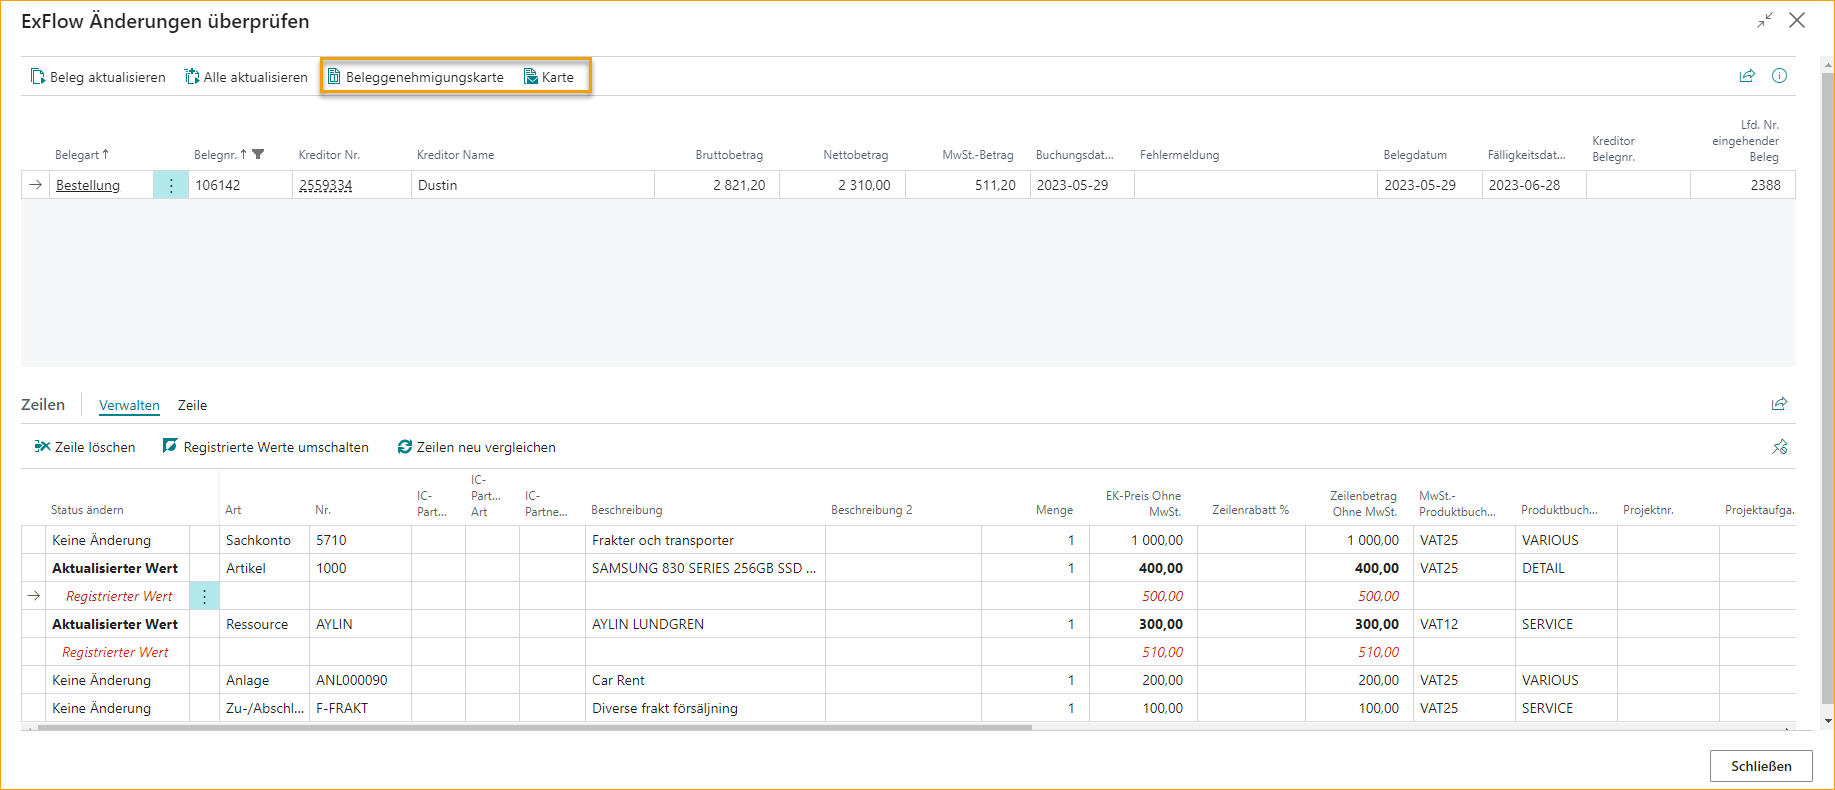 ExFlow Änderungen überprüfen
Beleg aktualisieren Alle aktualisieren Beleggenehmigungskarte Karte
Belegart Belegnr. Kreditor Nr. Kreditor Name Bruttobetrag Nettobetrag MwSt.-Betrag Buchungsdat... Fehlermeldung Belegdatum Fälligkeitsdat... Kreditor Belegnr. Lfd. Nr. eingehender Beleg
Bestellung 106142 2559334 Dustin 2 821,20 2 310,00 511,20 2023-05-29 2023-05-29 2023-06-28 2388
Zeilen Verwalten Zeile
Zeile löschen Registrierte Werte umschalten Zeilen neu vergleichen
Status ändern Art Nr. IC-Part... IC-Part... Art IC-Partne... Beschreibung Beschreibung 2 Menge EK-Preis Ohne MwSt. Zeilenrabatt % Zeilenbetrag Ohne MwSt. MwSt.-Produktbuch... Produktbuch... Projektnr. Projektaufga.
Keine Änderung Sachkonto 5710 Frakter och transporter 1 1 000,00 1 000,00 VAT25 VARIOUS
Aktualisierter Wert Artikel 1000 SAMSUNG 830 SERIES 256GB SSD ... 1 400,00 400,00 VAT25 DETAIL
Registrierter Wert 500,00 500,00
Aktualisierter Wert Ressource AYLIN AYLIN LUNDGREN 1 300,00 300,00 VAT12 SERVICE
Registrierter Wert 510,00 510,00
Keine Änderung Anlage ANL000090 Car Rent 1 200,00 200,00 VAT25 VARIOUS
Keine Änderung Zu-/Abschl... F-FRAKT Diverse frakt försäljning 1 100,00 100,00 VAT25 SERVICE
Schließen